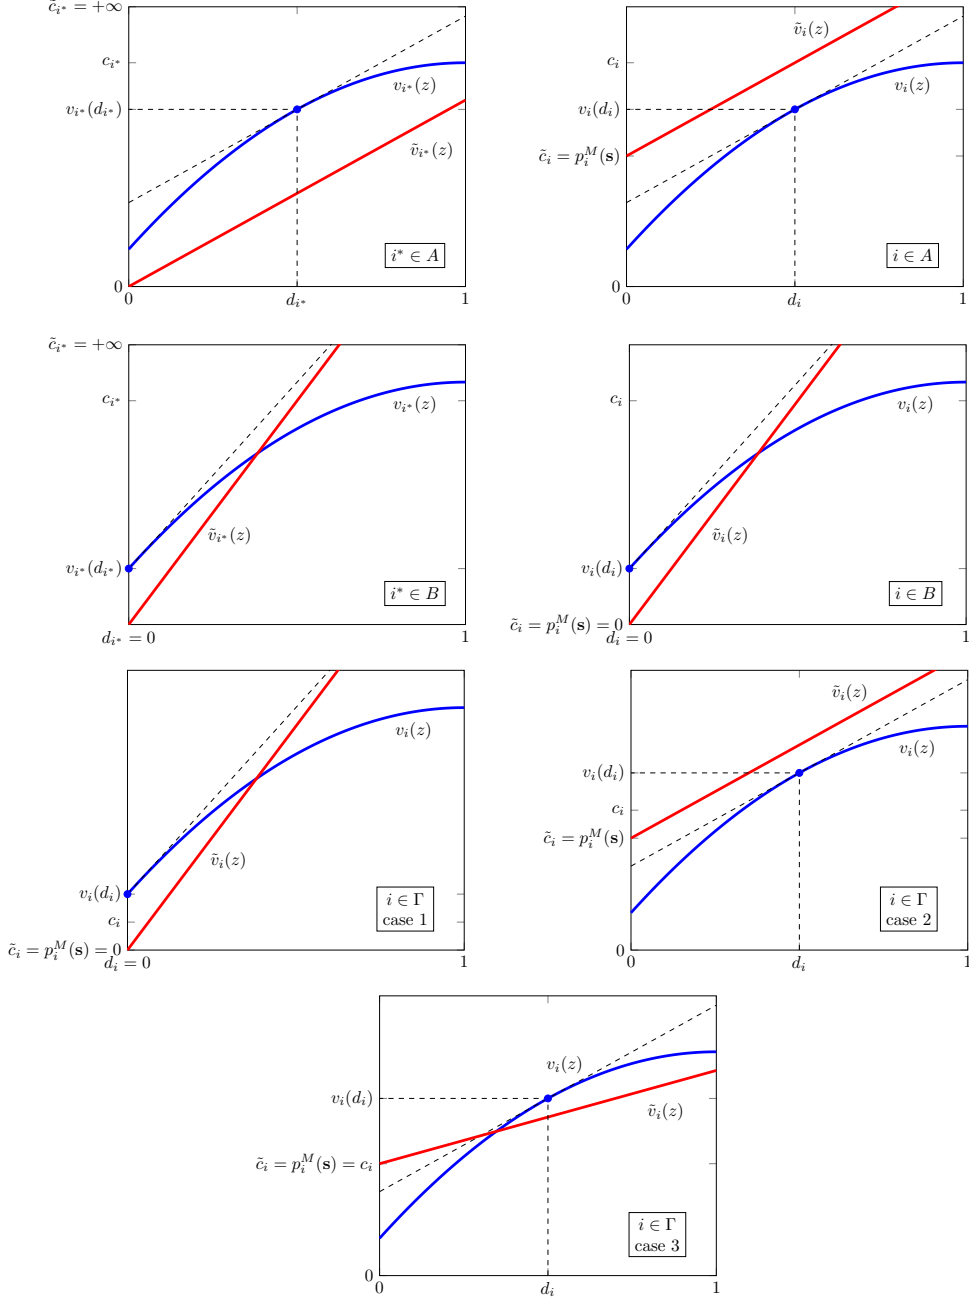 c̃_{i*} = +∞
c_{i*}
v_{i*}(z)
v_{i*}(d_{i*})
ṽ_{i*}(z)
i* ∈ A
0
0
d_{i*}
1
ṽ_i(z)
c_i
v_i(z)
v_i(d_i)
c̃_i = p_i^M(s)
i ∈ A
0
0
d_i
1
c̃_{i*} = +∞
c_{i*}
v_{i*}(z)
ṽ_{i*}(z)
v_{i*}(d_{i*})
i* ∈ B
0
d_{i*} = 0
1
c_i
v_i(z)
ṽ_i(z)
v_i(d_i)
i ∈ B
c̃_i = p_i^M(s) = 0
d_i = 0
1
v_i(z)
ṽ_i(z)
v_i(d_i)
c_i
i ∈ Γ
case 1
c̃_i = p_i^M(s) = 0
d_i = 0
1
ṽ_i(z)
v_i(z)
v_i(d_i)
c_i
c̃_i = p_i^M(s)
i ∈ Γ
case 2
0
0
d_i
1
v_i(z)
v_i(d_i)
ṽ_i(z)
c̃_i = p_i^M(s) = c_i
i ∈ Γ
case 3
0
0
d_i
1